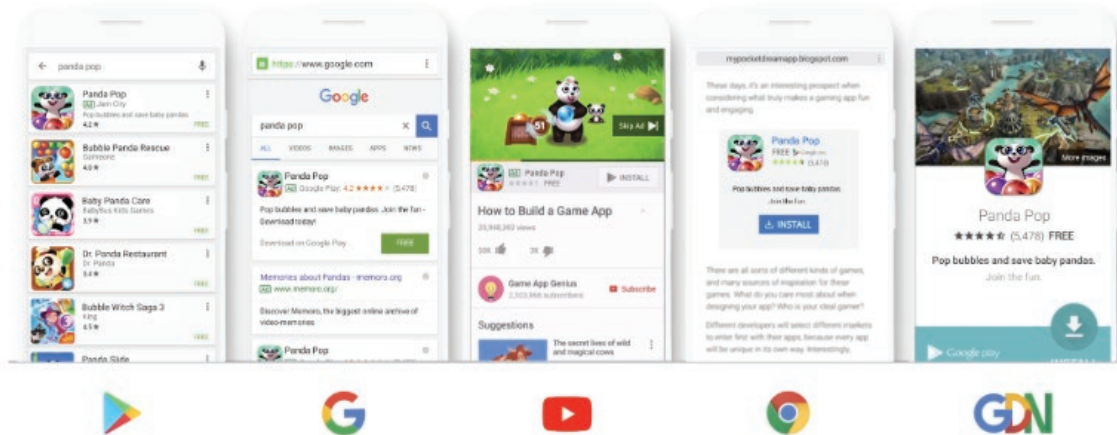 panda pop
Panda Pop
Ad Jam City
Pop bubbles and save baby pandas
4.2 ★
FREE
Bubble Panda Rescue
4.0 ★
FREE
Baby Panda Care
BabyBus Kids Games
3.9 ★
FREE
Dr. Panda Restaurant
Dr. Panda
3.4 ★
FREE
Bubble Witch Saga 3
King
4.5 ★
FREE
Panda Slide
https://www.google.com
Google
panda pop
ALL VIDEOS IMAGES APPS NEWS
Panda Pop
Ad Google Play 4.2 ★★★★ (5,478)
Pop bubbles and save baby pandas. Join the fun -
Download today!
Download on Google Play
FREE
Memories about Pandas - memoro.org
Ad www.memoro.org/
Discover Memoro, the biggest online archive of
video-memories
Panda Pop
51
Skip Ad
Ad Panda Pop
FREE
INSTALL
How to Build a Game App
views
50K 3K
Game App Genius
subscribers
Subscribe
Suggestions
The secret lives of wild
and magical cows
mypocketdreamapp.blogspot.com
These days, it's an interesting prospect when
considering what truly makes a gaming app fun
and engaging.
Panda Pop
FREE
(5,478)
Pop bubbles and save baby pandas.
Join the fun.
INSTALL
There are all sorts of different kinds of games,
and many sources of inspiration for these
games. What do you care most about when
designing your app? Who is your ideal gamer?
Different developers will select different markets
to enter first with their apps, because every app
will be unique in its own way. Interestingly,
More images
Panda Pop
★★★★ (5,478) FREE
Pop bubbles and save baby pandas.
Join the fun.
Google play
INSTALL
G
GDN